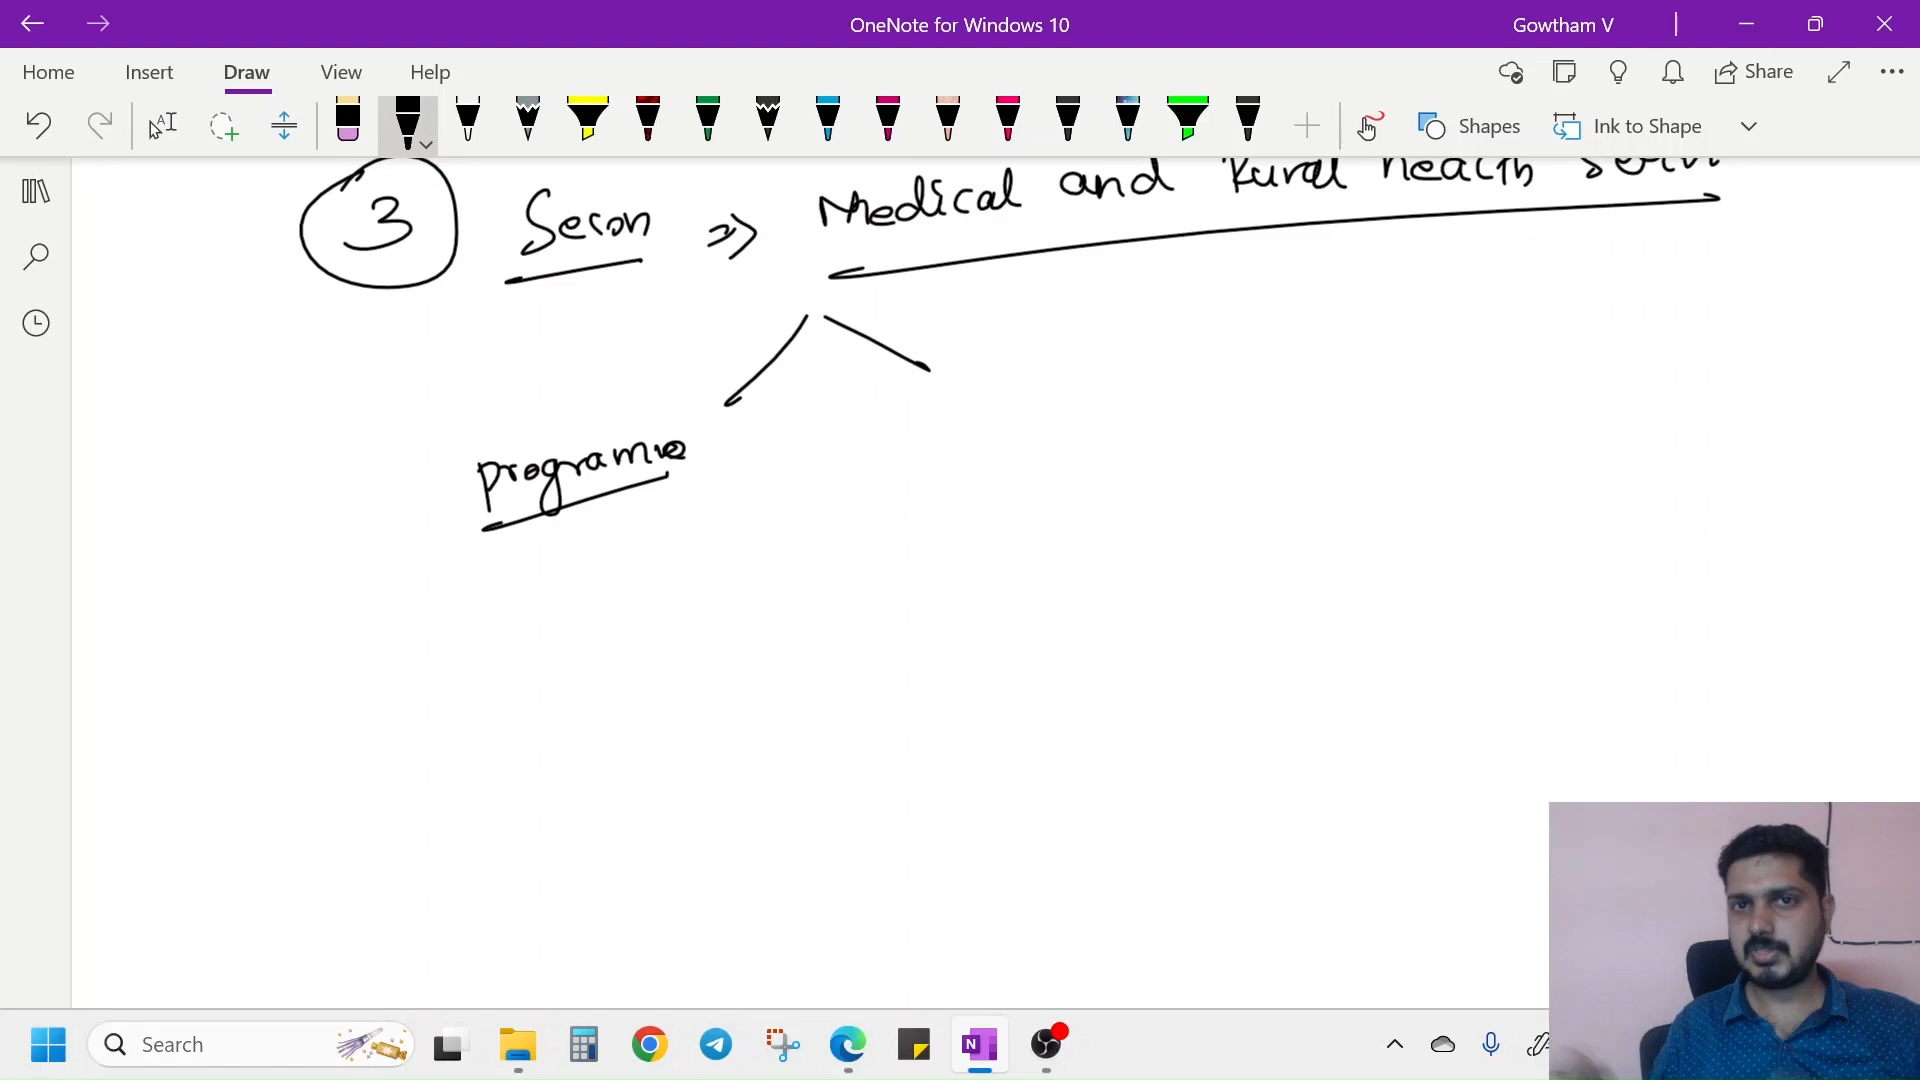 OneNote for Windows 10
Gowtham V
Home Insert Draw View Help
Share
Shapes Ink to Shape
3 Secon ⇒ Medical and Rural health
programe
Search